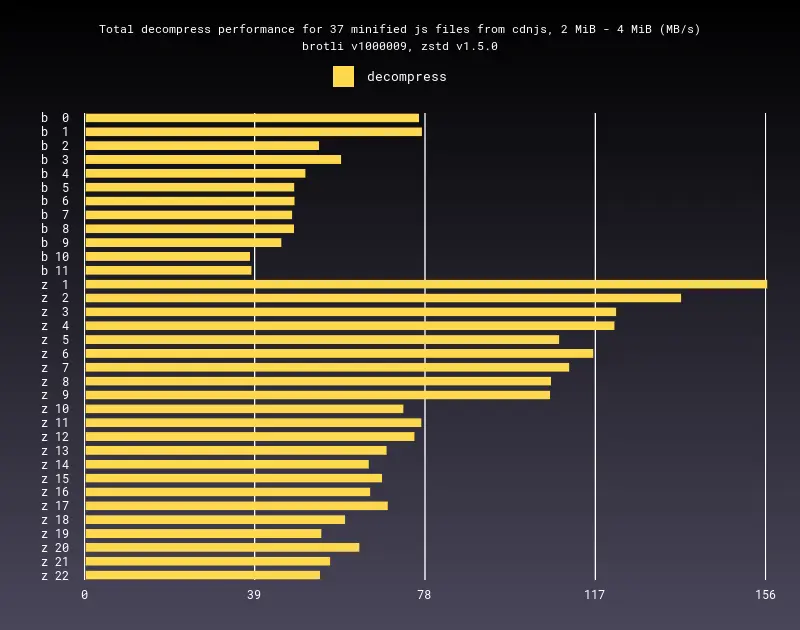 Total decompress performance for 37 minified js files from cdnjs, 2 MiB - 4 MiB (MB/s)
brotli v1000009, zstd v1.5.0
decompress
b 0
b 1
b 2
b 3
b 4
b 5
b 6
b 7
b 8
b 9
b 10
b 11
z 1
z 2
z 3
z 4
z 5
z 6
z 7
z 8
z 9
z 10
z 11
z 12
z 13
z 14
z 15
z 16
z 17
z 18
z 19
z 20
z 21
z 22
0 39 78 117 156